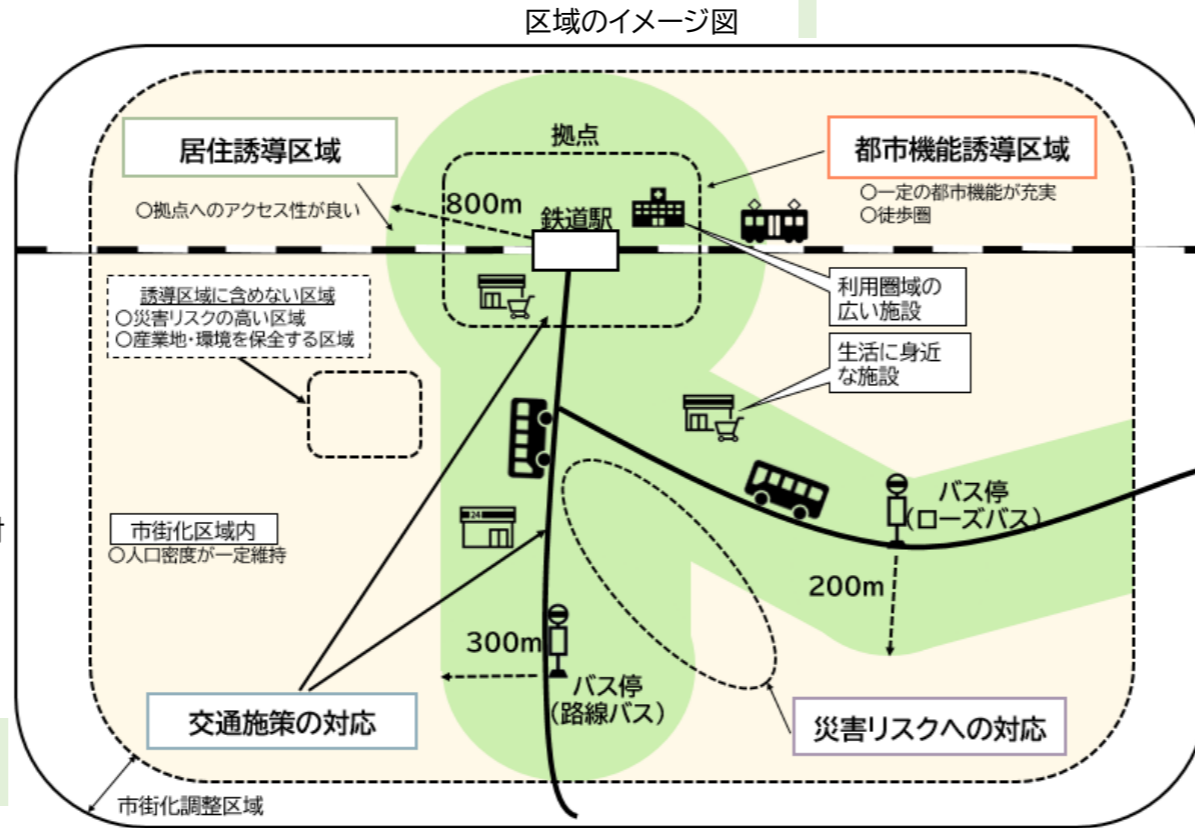 区域のイメージ図
居住誘導区域
○拠点へのアクセス性が良い
拠点
800m
鉄道駅
都市機能誘導区域
○一定の都市機能が充実
○徒歩圏
誘導区域に含めない区域
○災害リスクの高い区域
○産業地・環境を保全する区域
利用圏域の
広い施設
生活に身近
な施設
24
市街化区域内
○人口密度が一定維持
バス停
(ローズバス)
200m
300m
バス停
(路線バス)
交通施策の対応
災害リスクへの対応
市街化調整区域